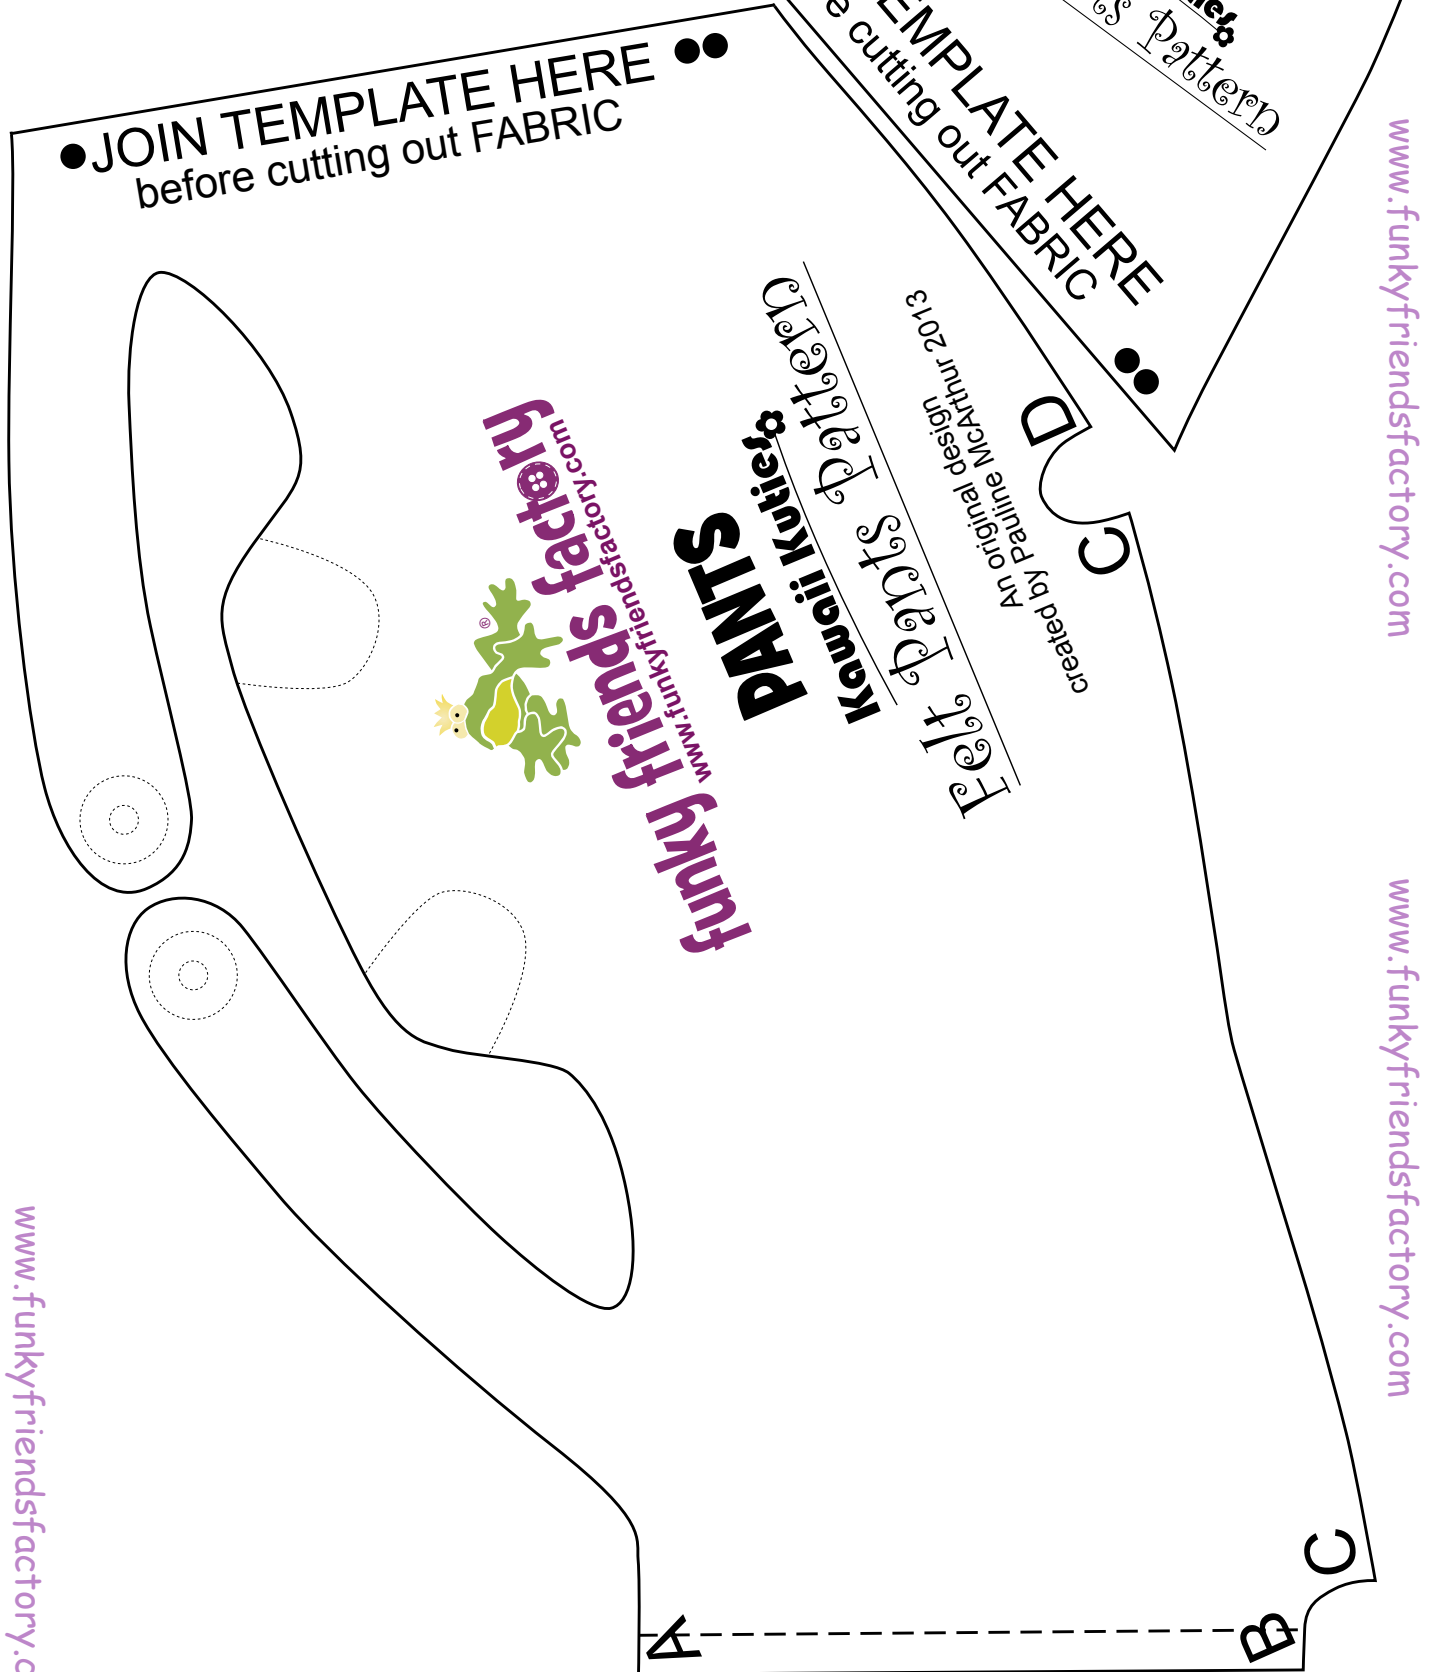 JOIN TEMPLATE HERE
before cutting out FABRIC
EMPLATE HERE
e cutting out FABRIC
Pattern
funky friends factory
www.funkyfriendsfactory.com
®
PANTS
Kawaii Kuties
Felt Pants Pattern
An original design
created by Pauline McArthur 2013
D
C
C
B
A
www.funkyfriendsfactory.com
www.funkyfriendsfactory.com
www.funkyfriendsfactory.c